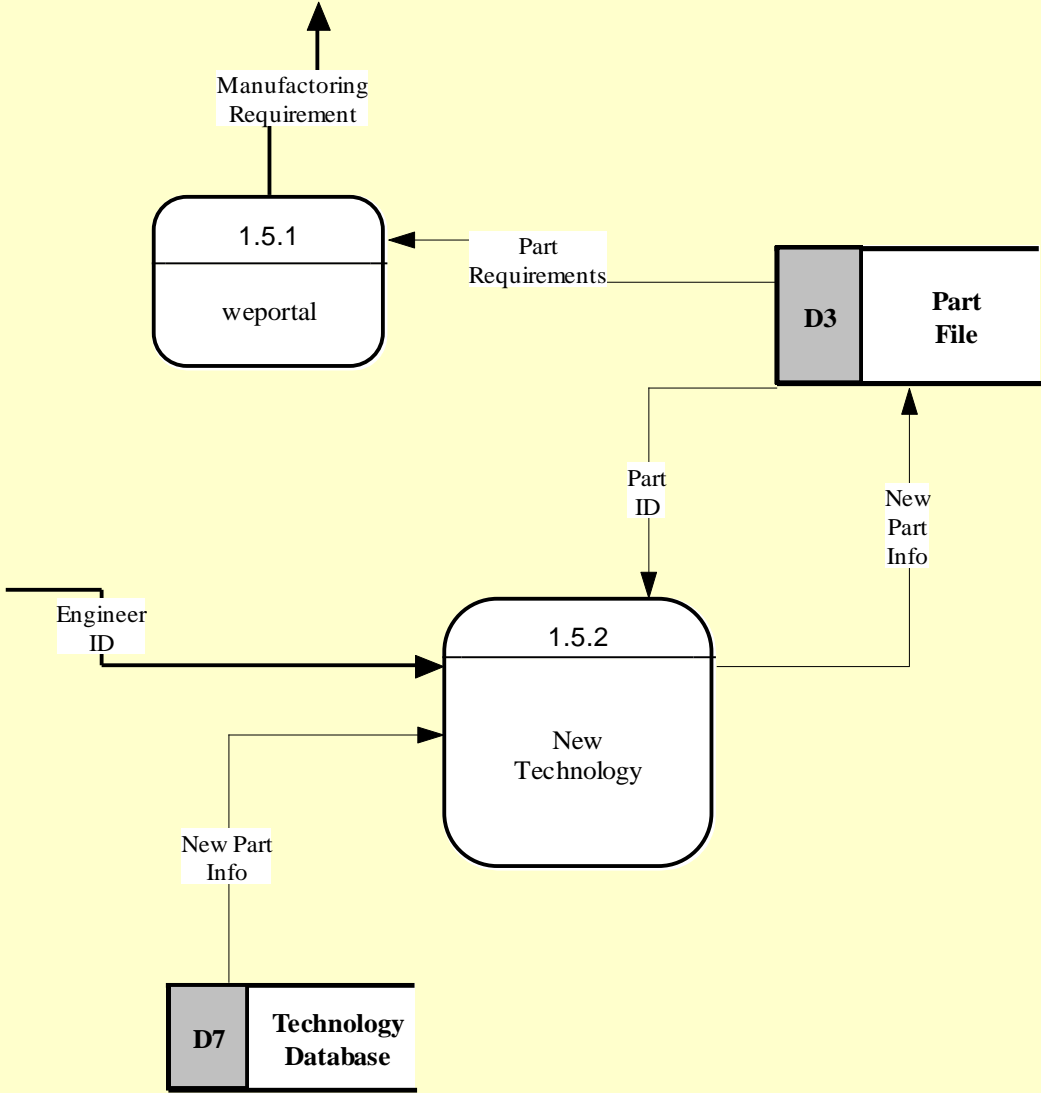 Manufactoring
Requirement
1.5.1
weportal
Part
Requirements
D3
Part
File
Part
ID
New
Part
Info
Engineer
ID
1.5.2
New
Technology
New Part
Info
D7
Technology
Database